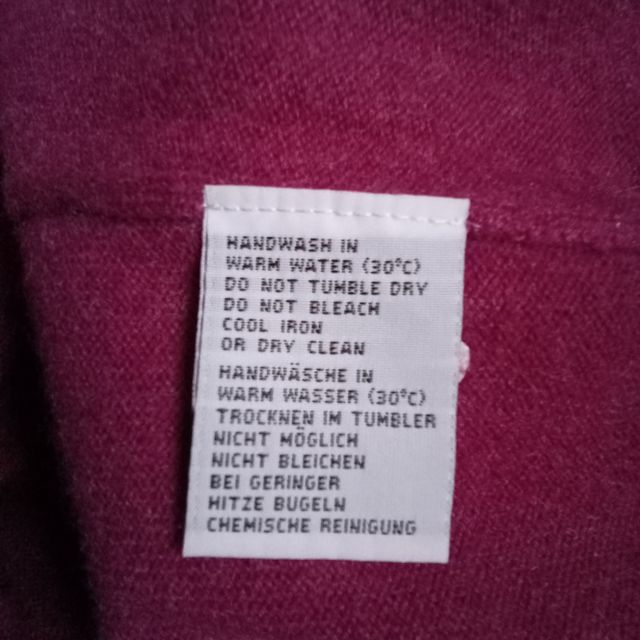 HANDWASH IN
WARM WATER (30°C)
DO NOT TUMBLE DRY
DO NOT BLEACH
COOL IRON
OR DRY CLEAN
HANDWÄSCHE IN
WARM WASSER (30°C)
TROCKNEN IM TUMBLER
NICHT MÖGLICH
NICHT BLEICHEN
BEI GERINGER
HITZE BUGELN
CHEMISCHE REINIGUNG